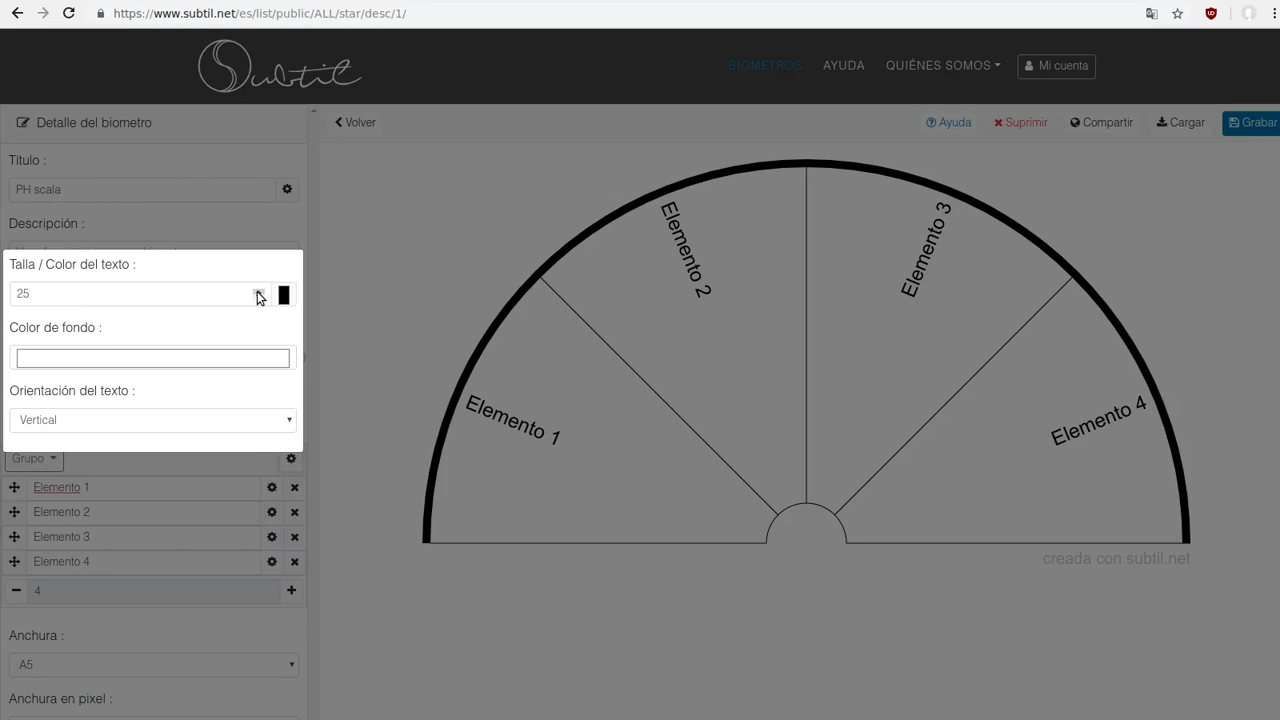 https://www.subtil.net/es/list/public/ALL/star/desc/1/
Subtil
BIOMETROS
AYUDA
QUIÉNES SOMOS
Mi cuenta
Detalle del biometro
Volver
Ayuda
Suprimir
Compartir
Cargar
Grabar
Título :
PH scala
Descripción :
Talla / Color del texto :
25
Color de fondo :
Orientación del texto :
Vertical
Grupo
Elemento 1
Elemento 2
Elemento 3
Elemento 4
4
Anchura :
A5
Anchura en pixel :
Elemento 1
Elemento 2
Elemento 3
Elemento 4
creada con subtil.net